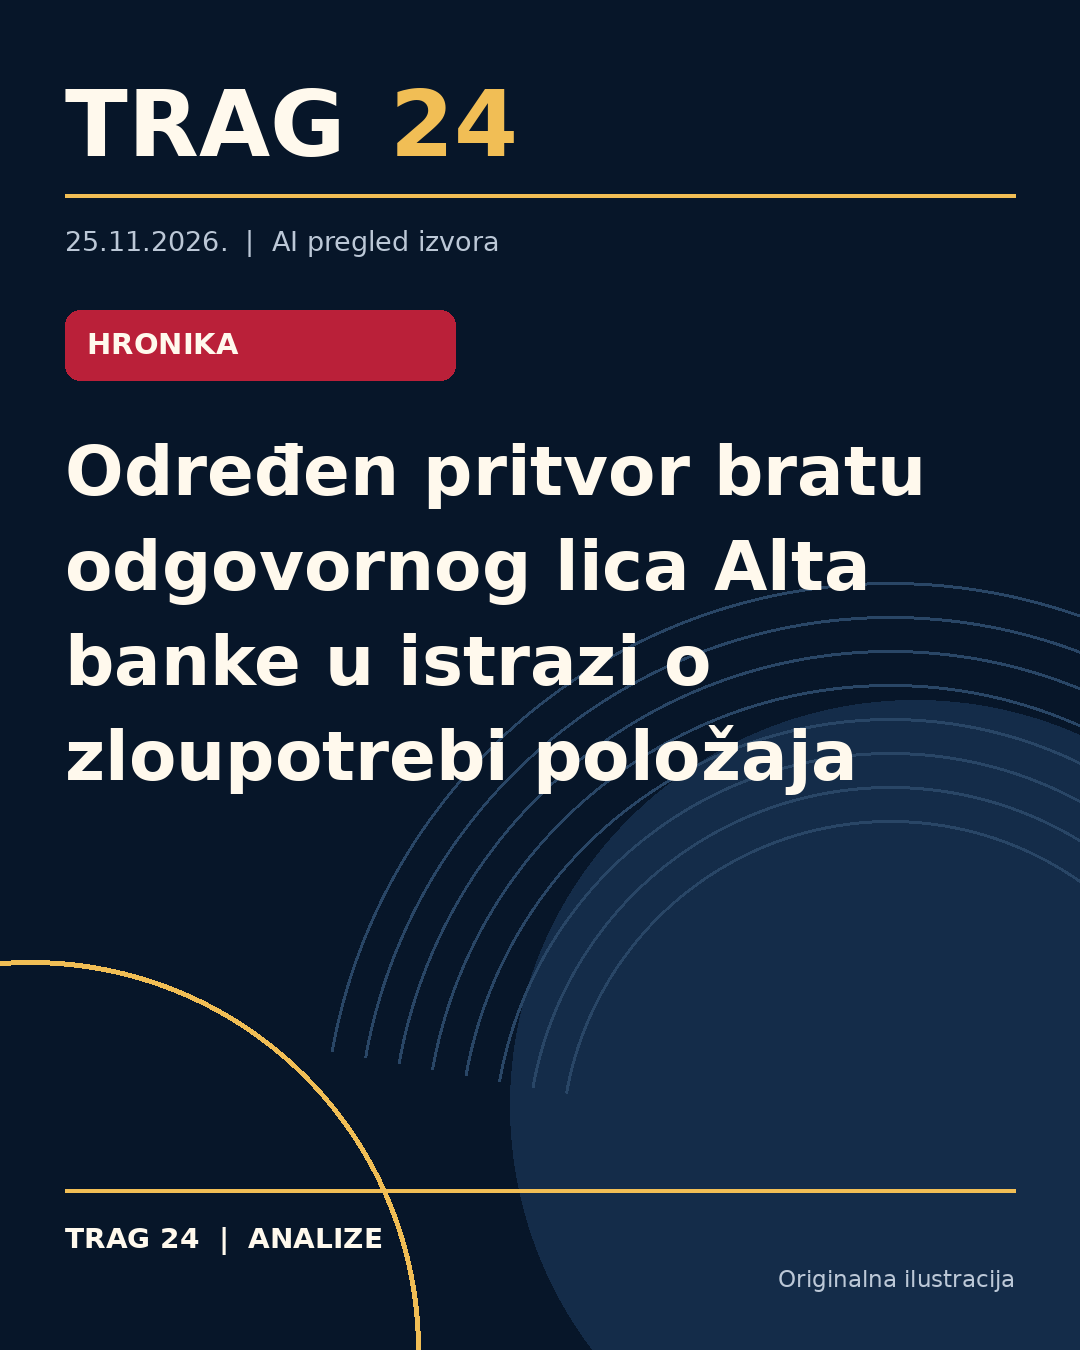 TRAG 24
25.11.2026. | AI pregled izvora
HRONIKA
Određen pritvor bratu
odgovornog lica Alta
banke u istrazi o
zloupotrebi položaja
TRAG 24 | ANALIZE
Originalna ilustracija